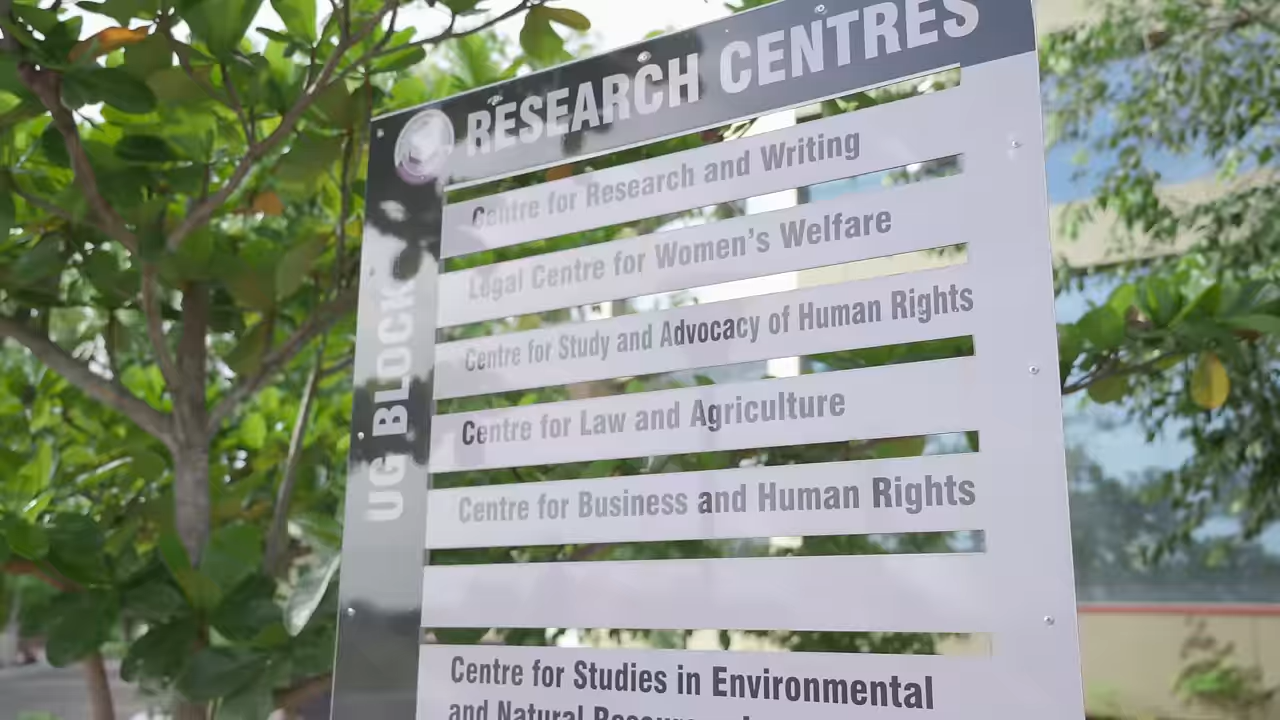 RESEARCH CENTRES
UG BLOCK
Centre for Research and Writing
Legal Centre for Women's Welfare
Centre for Study and Advocacy of Human Rights
Centre for Law and Agriculture
Centre for Business and Human Rights
Centre for Studies in Environmental
and Natural